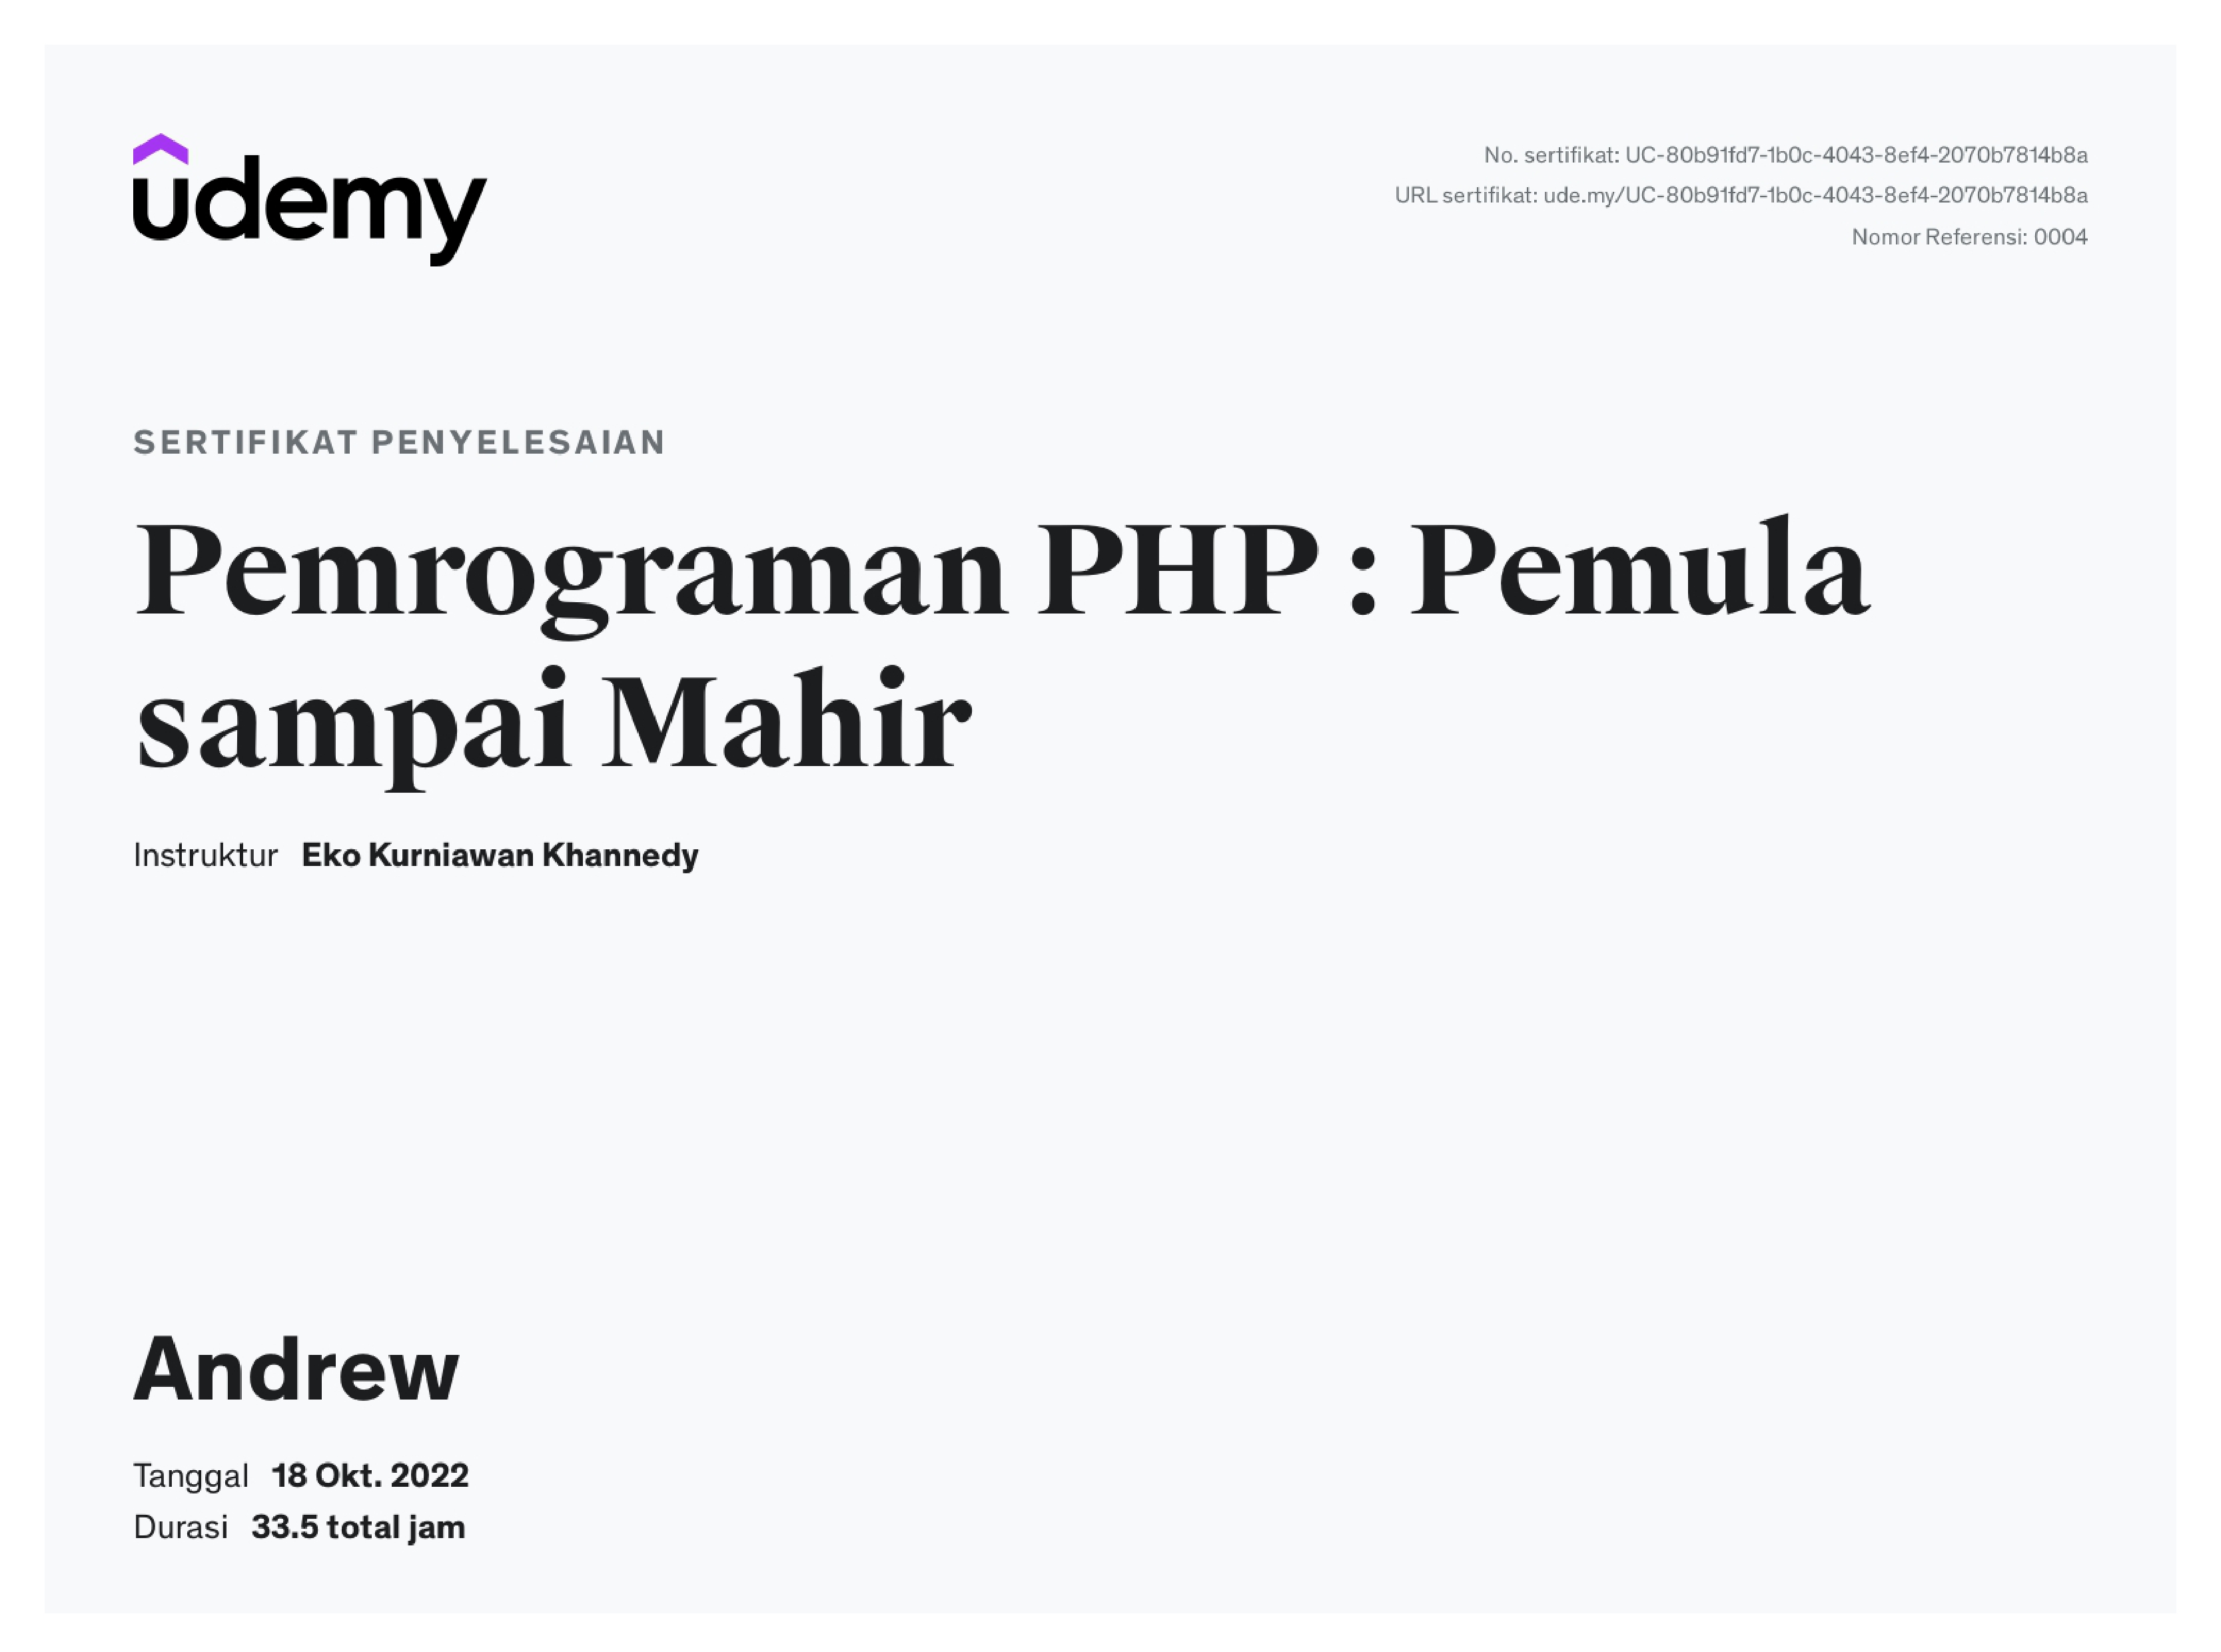 udemy
No. sertifikat: UC-80b91fd7-1b0c-4043-8ef4-2070b7814b8a
URL sertifikat: ude.my/UC-80b91fd7-1b0c-4043-8ef4-2070b7814b8a
Nomor Referensi: 0004
SERTIFIKAT PENYELESAIAN
Pemrograman PHP : Pemula
sampai Mahir
Instruktur Eko Kurniawan Khannedy
Andrew
Tanggal 18 Okt. 2022
Durasi 33.5 total jam